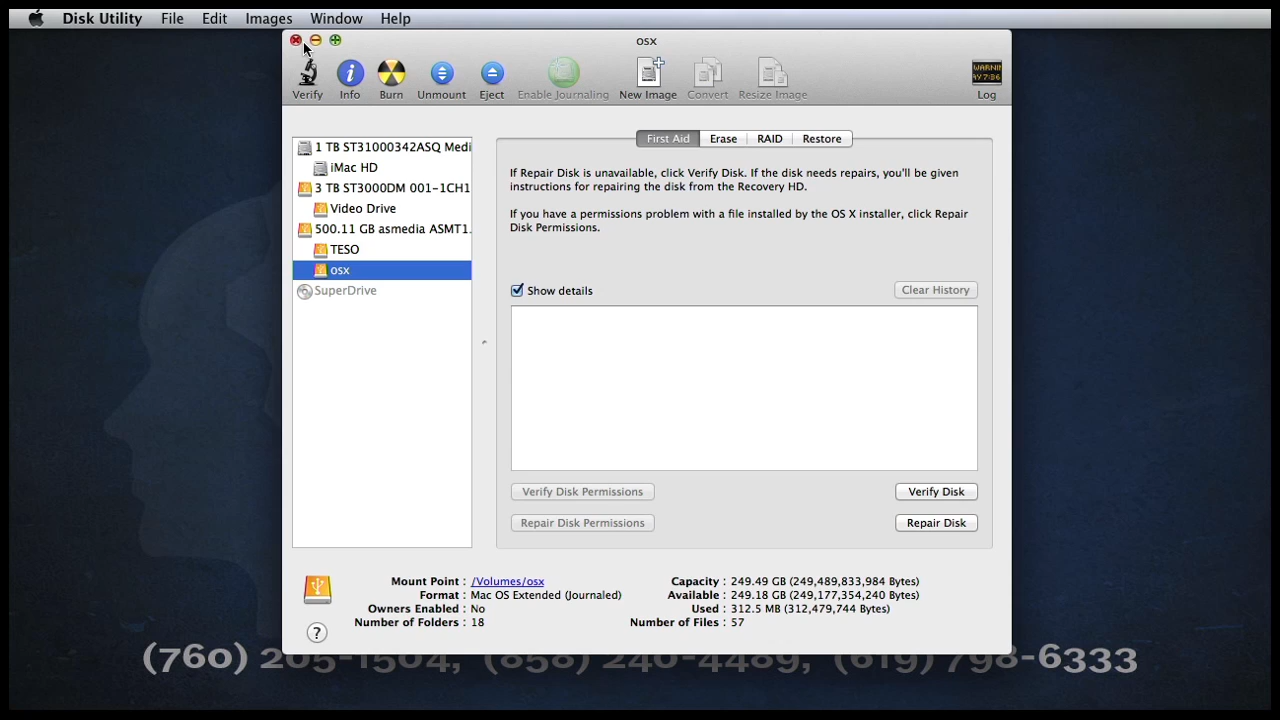 Disk Utility File Edit Images Window Help
osx
Verify Info Burn Unmount Eject Enable Journaling New Image Convert Resize Image Log
WARNIN
AY 7:36
First Aid Erase RAID Restore
1 TB ST31000342ASQ Medi
iMac HD
3 TB ST3000DM 001-1CH1
Video Drive
500.11 GB asmedia ASMT1.
TESO
osx
SuperDrive
If Repair Disk is unavailable, click Verify Disk. If the disk needs repairs, you'll be given
instructions for repairing the disk from the Recovery HD.
If you have a permissions problem with a file installed by the OS X installer, click Repair
Disk Permissions.
Show details Clear History
Verify Disk Permissions Verify Disk
Repair Disk Permissions Repair Disk
Mount Point : /Volumes/osx Capacity : 249.49 GB (249,489,833,984 Bytes)
Format : Mac OS Extended (Journaled) Available : 249.18 GB (249,177,354,240 Bytes)
Owners Enabled : No Used : 312.5 MB (312,479,744 Bytes)
Number of Folders : 18 Number of Files : 57
?
(760) 205-1504, (858) 240-4489, (619) 798-6333